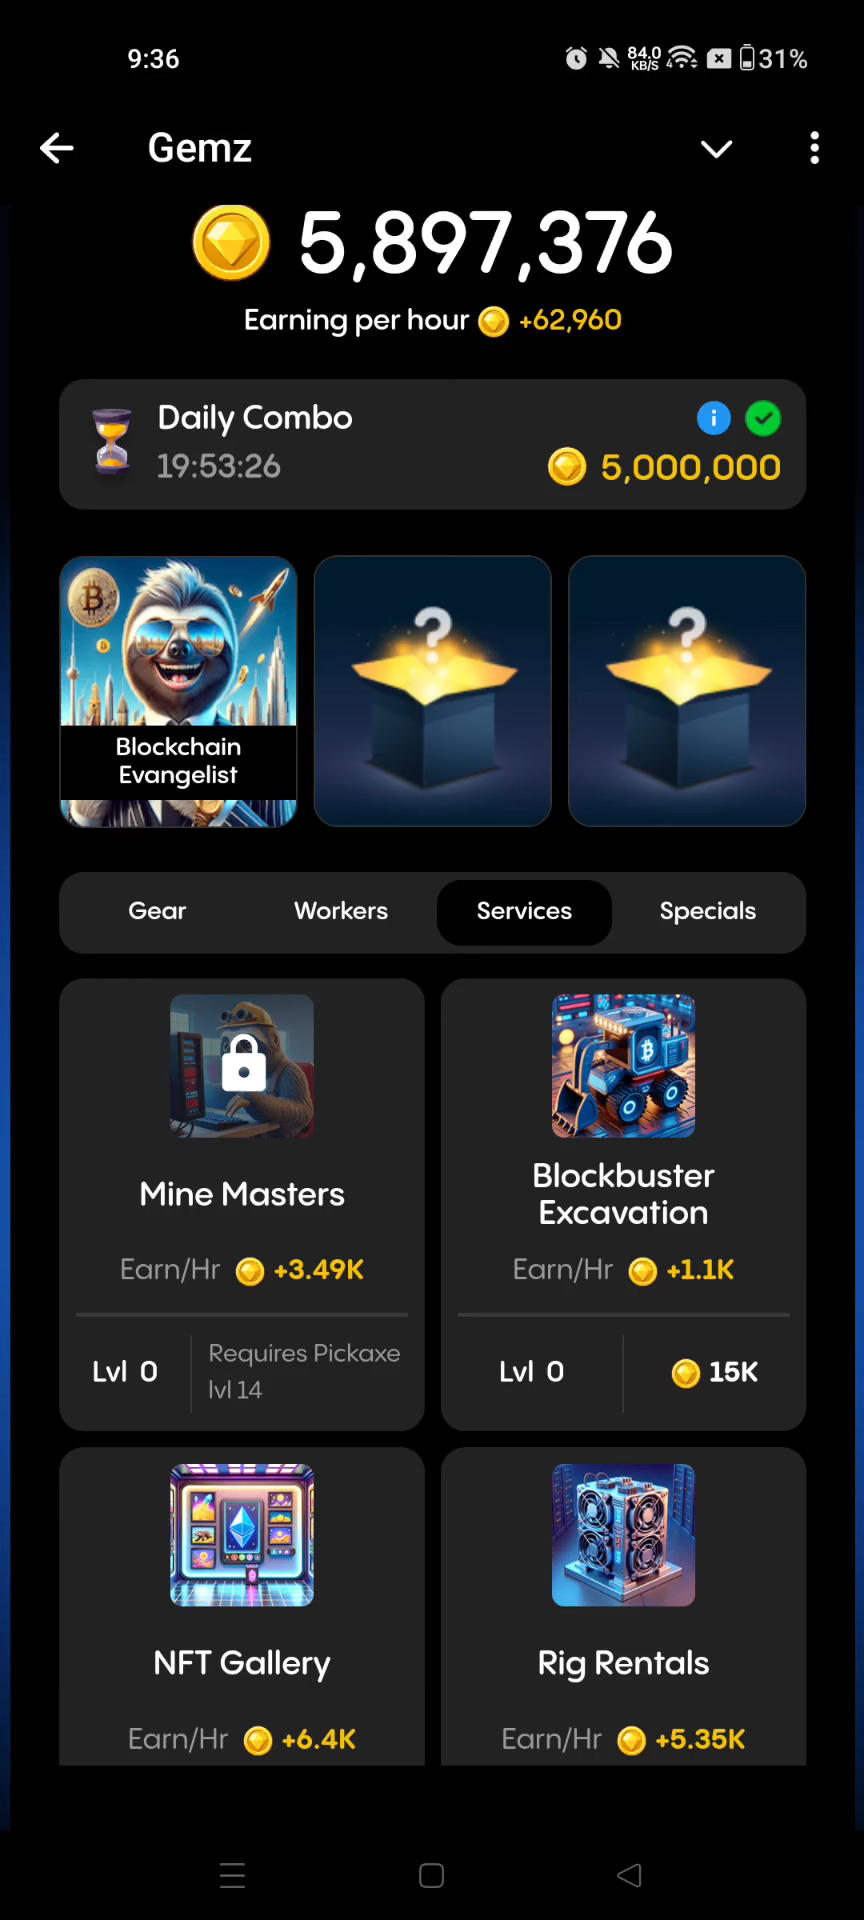 9:36
84.0
KB/S
4
31%
Gemz
5,897,376
Earning per hour +62,960
Daily Combo
19:53:26
5,000,000
Blockchain
Evangelist
Gear Workers Services Specials
Mine Masters
Earn/Hr +3.49K
Lvl 0
Requires Pickaxe
lvl 14
Blockbuster
Excavation
Earn/Hr +1.1K
Lvl 0 15K
NFT Gallery
Earn/Hr +6.4K
Rig Rentals
Earn/Hr +5.35K